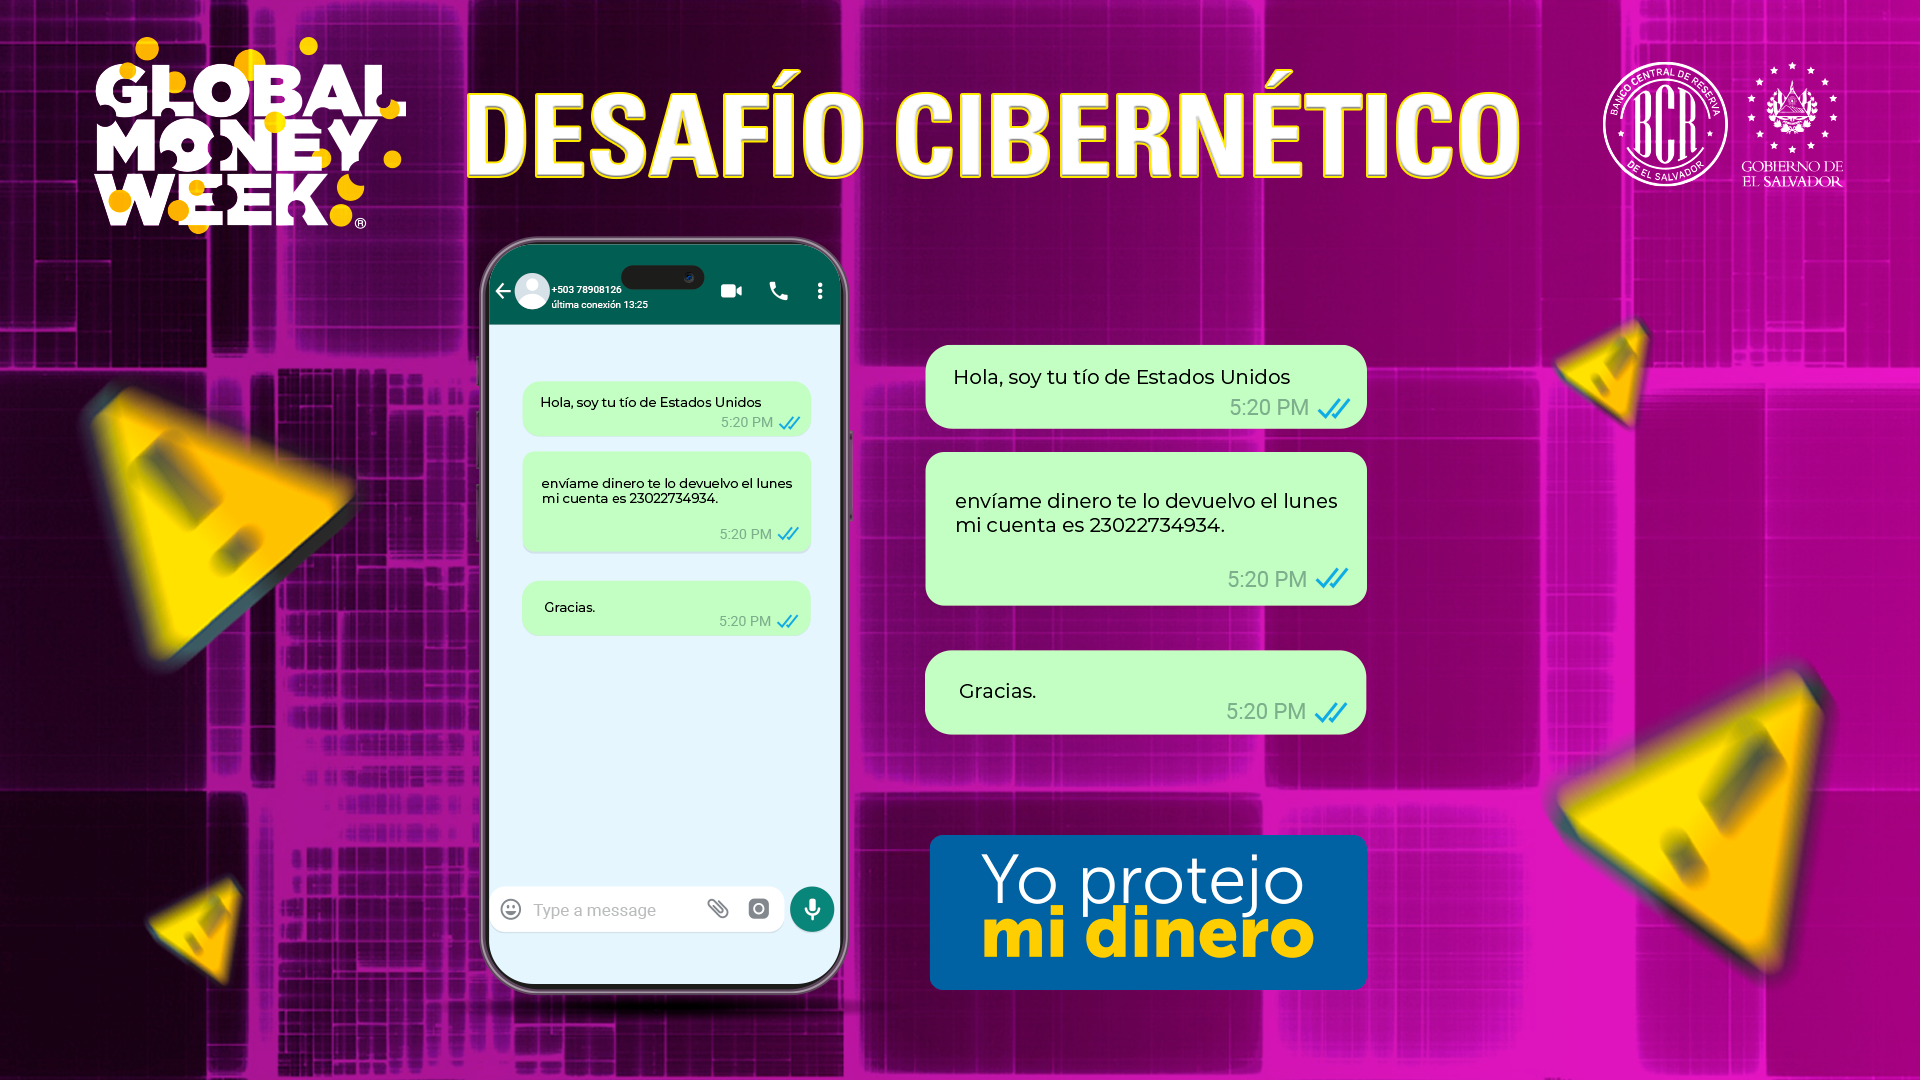 GLOBAL
MONEY
WEEK®
DESAFÍO CIBERNÉTICO
BANCO CENTRAL DE RESERVA
BCR
DE EL SALVADOR
GOBIERNO DE
EL SALVADOR
+503 78908126
última conexión 13:25
Hola, soy tu tío de Estados Unidos
5:20 PM
envíame dinero te lo devuelvo el lunes
mi cuenta es 23022734934.
5:20 PM
Gracias.
5:20 PM
Type a message
Hola, soy tu tío de Estados Unidos
5:20 PM
envíame dinero te lo devuelvo el lunes
mi cuenta es 23022734934.
5:20 PM
Gracias.
5:20 PM
Yo protejo
mi dinero